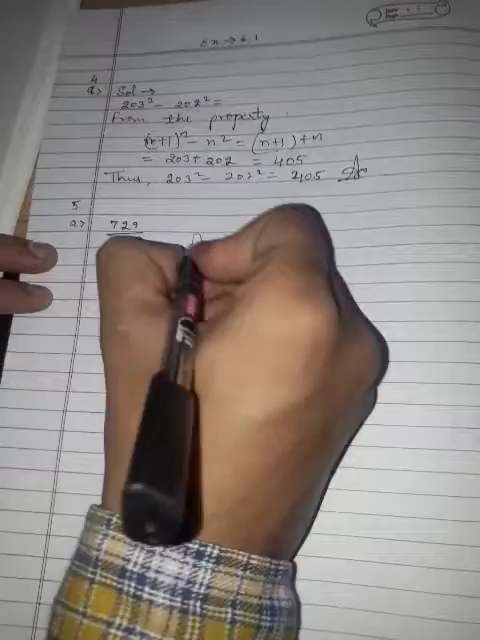 Ex → 6.1
4
a> Sol →
203² - 202² =
From the property
(n+1)² - n² = (n+1) + n
= 203 + 202 = 405
Thus, 203² - 202² = 405
5
a> 729